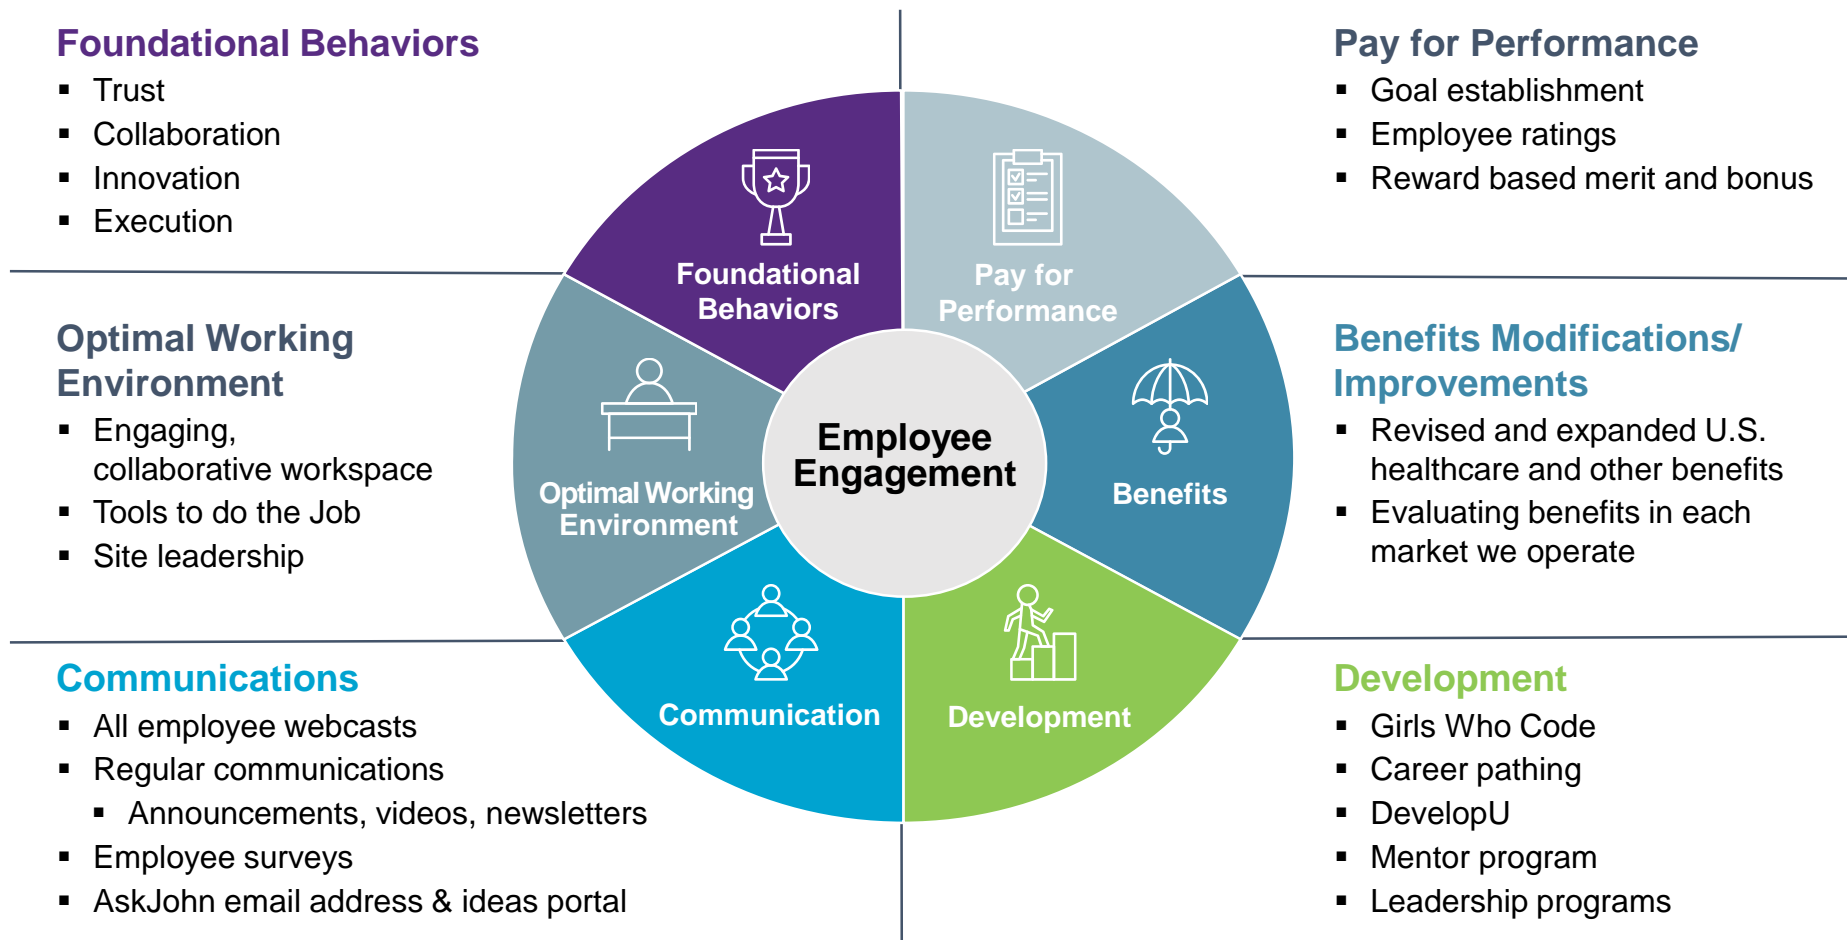 Foundational Behaviors
▪ Trust
▪ Collaboration
▪ Innovation
▪ Execution
Pay for Performance
▪ Goal establishment
▪ Employee ratings
▪ Reward based merit and bonus
Optimal Working
Environment
▪ Engaging,
collaborative workspace
▪ Tools to do the Job
▪ Site leadership
Benefits Modifications/
Improvements
▪ Revised and expanded U.S.
healthcare and other benefits
▪ Evaluating benefits in each
market we operate
Communications
▪ All employee webcasts
▪ Regular communications
▪ Announcements, videos, newsletters
▪ Employee surveys
▪ AskJohn email address & ideas portal
Development
▪ Girls Who Code
▪ Career pathing
▪ DevelopU
▪ Mentor program
▪ Leadership programs
Foundational
Behaviors
Pay for
Performance
Optimal Working
Environment
Employee
Engagement
Benefits
Communication
Development